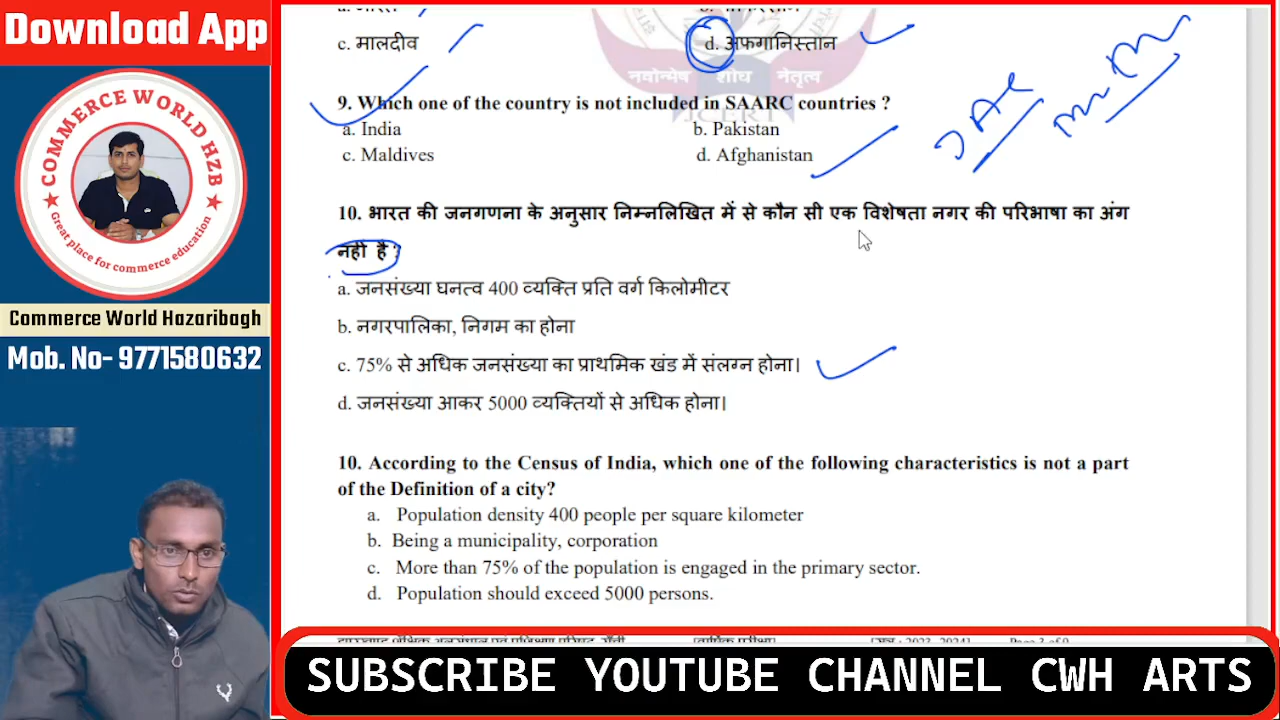 Download App
COMMERCE WORLD HZB
Great place for commerce education
Commerce World Hazaribagh
Mob. No- 9771580632
c. मालदीव
d. अफगानिस्तान
नवोन्मेष शोध नेतृत्व
JCERT
9. Which one of the country is not included in SAARC countries ?
a. India
b. Pakistan
c. Maldives
d. Afghanistan
10. भारत की जनगणना के अनुसार निम्नलिखित में से कौन सी एक विशेषता नगर की परिभाषा का अंग
नही है ?
a. जनसंख्या घनत्व 400 व्यक्ति प्रति वर्ग किलोमीटर
b. नगरपालिका, निगम का होना
c. 75% से अधिक जनसंख्या का प्राथमिक खंड में संलग्न होना।
d. जनसंख्या आकर 5000 व्यक्तियों से अधिक होना।
10. According to the Census of India, which one of the following characteristics is not a part
of the Definition of a city?
a. Population density 400 people per square kilometer
b. Being a municipality, corporation
c. More than 75% of the population is engaged in the primary sector.
d. Population should exceed 5000 persons.
SUBSCRIBE YOUTUBE CHANNEL CWH ARTS